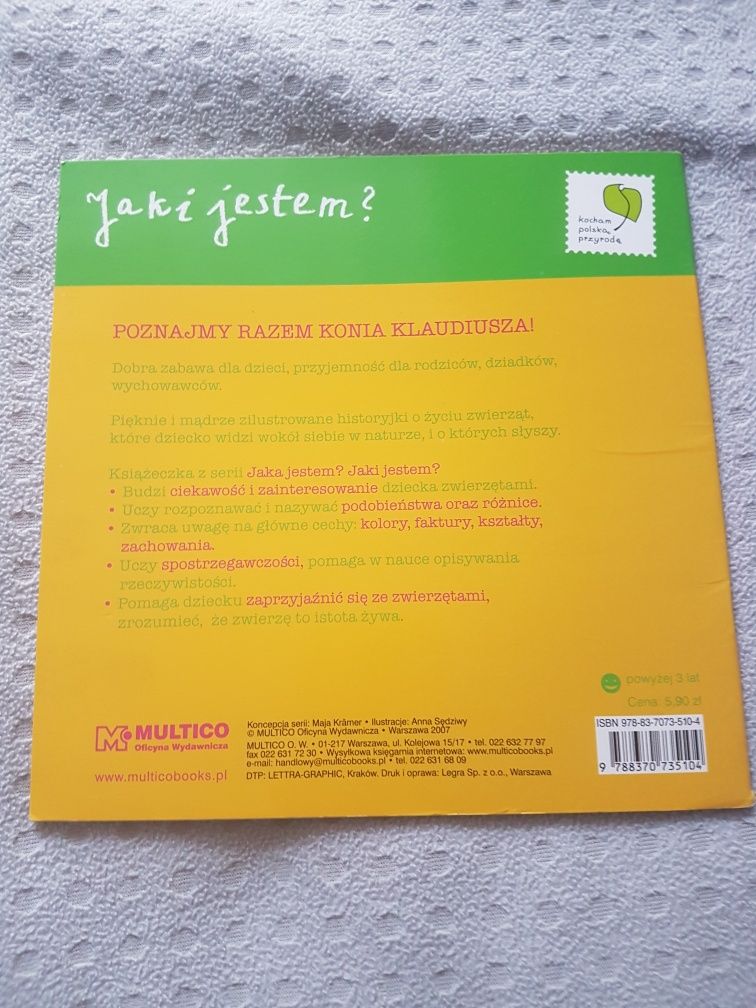 Jaki jestem?
kocham
polską
przyrodę
POZNAJMY RAZEM KONIA KLAUDIUSZA!
Dobra zabawa dla dzieci, przyjemność dla rodziców, dziadków,
wychowawców.
Pięknie i mądrze zilustrowane historyjki o życiu zwierząt,
które dziecko widzi wokół siebie w naturze, i o których słyszy.
Książeczka z serii Jaka jestem? Jaki jestem?
• Budzi ciekawość i zainteresowanie dziecka zwierzętami.
• Uczy rozpoznawać i nazywać podobieństwa oraz różnice.
• Zwraca uwagę na główne cechy: kolory, faktury, kształty,
zachowania.
• Uczy spostrzegawczości, pomaga w nauce opisywania
rzeczywistości.
• Pomaga dziecku zaprzyjaźnić się ze zwierzętami,
zrozumieć, że zwierzę to istota żywa.
powyżej 3 lat
Cena: 5,90 zł
ISBN 978-83-7073-510-4
9 788370 735104
M MULTICO
Oficyna Wydawnicza
www.multicobooks.pl
Koncepcja serii: Maja Krämer • Ilustracje: Anna Sędziwy
© MULTICO Oficyna Wydawnicza • Warszawa 2007
MULTICO O. W. • 01-217 Warszawa, ul. Kolejowa 15/17 • tel. 022 632 77 97
fax 022 631 72 30 • Wysyłkowa księgarnia internetowa: www.multicobooks.pl
e-mail: handlowy@multicobooks.pl • tel. 022 631 68 09
DTP: LETTRA-GRAPHIC, Kraków. Druk i oprawa: Legra Sp. z o.o., Warszawa